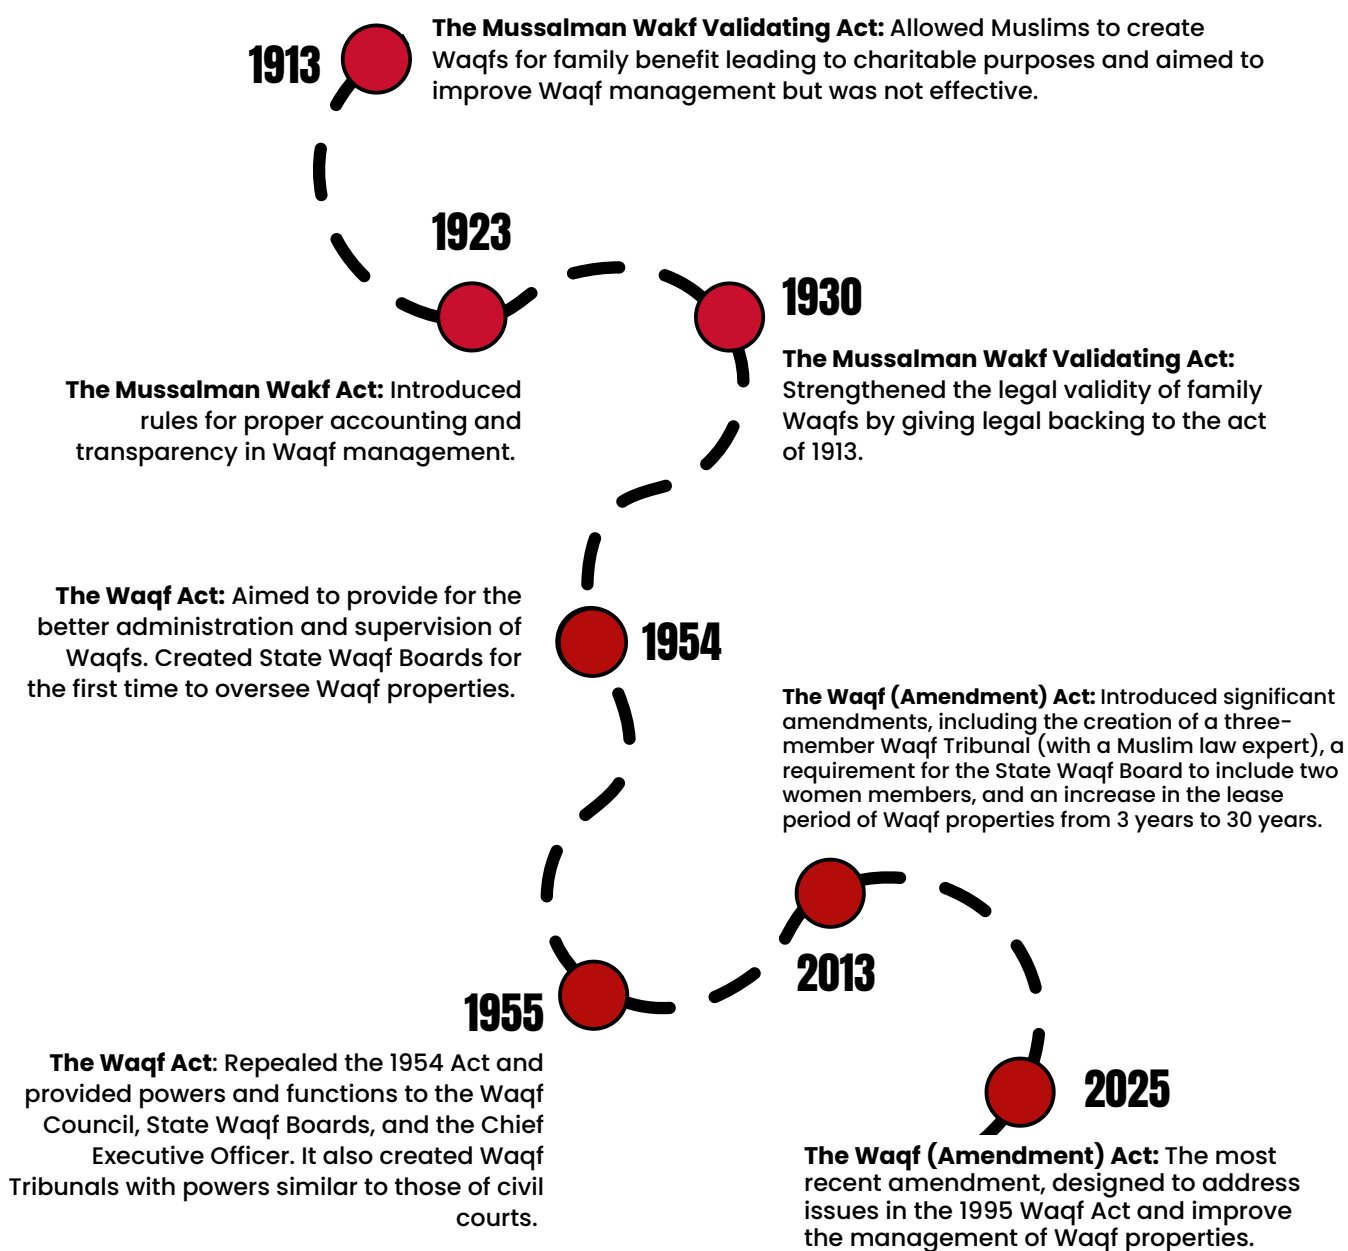 1913
The Mussalman Wakf Validating Act: Allowed Muslims to create
Waqfs for family benefit leading to charitable purposes and aimed to
improve Waqf management but was not effective.
1923
The Mussalman Wakf Act: Introduced
rules for proper accounting and
transparency in Waqf management.
1930
The Mussalman Wakf Validating Act:
Strengthened the legal validity of family
Waqfs by giving legal backing to the act
of 1913.
The Waqf Act: Aimed to provide for the
better administration and supervision of
Waqfs. Created State Waqf Boards for
the first time to oversee Waqf properties.
1954
1955
The Waqf Act: Repealed the 1954 Act and
provided powers and functions to the Waqf
Council, State Waqf Boards, and the Chief
Executive Officer. It also created Waqf
Tribunals with powers similar to those of civil
courts.
The Waqf (Amendment) Act: Introduced significant
amendments, including the creation of a three-
member Waqf Tribunal (with a Muslim law expert), a
requirement for the State Waqf Board to include two
women members, and an increase in the lease
period of Waqf properties from 3 years to 30 years.
2013
2025
The Waqf (Amendment) Act: The most
recent amendment, designed to address
issues in the 1995 Waqf Act and improve
the management of Waqf properties.